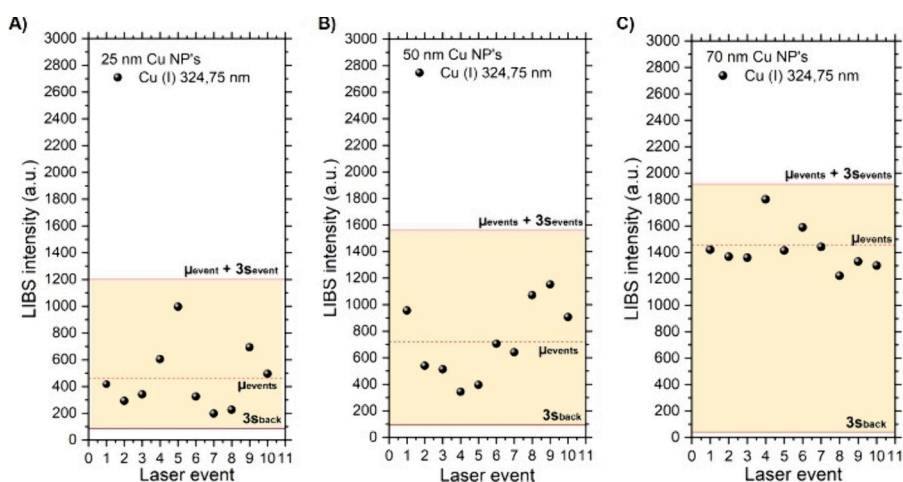 A)
25 nm Cu NP's
Cu (I) 324,75 nm
3000
2800
2600
2400
2200
2000
1800
1600
1400
1200
1000
800
600
400
200
0
LIBS intensity (a.u.)
μevent + 3sevent
μevents
3sback
0 1 2 3 4 5 6 7 8 9 10 11
Laser event
B)
50 nm Cu NP's
Cu (I) 324,75 nm
3000
2800
2600
2400
2200
2000
1800
1600
1400
1200
1000
800
600
400
200
0
LIBS intensity (a.u.)
μevents + 3sevents
μevents
3sback
0 1 2 3 4 5 6 7 8 9 10 11
Laser event
C)
70 nm Cu NP's
Cu (I) 324,75 nm
3000
2800
2600
2400
2200
2000
1800
1600
1400
1200
1000
800
600
400
200
0
LIBS intensity (a.u.)
μevents + 3sevents
μevents
3sback
0 1 2 3 4 5 6 7 8 9 10 11
Laser event